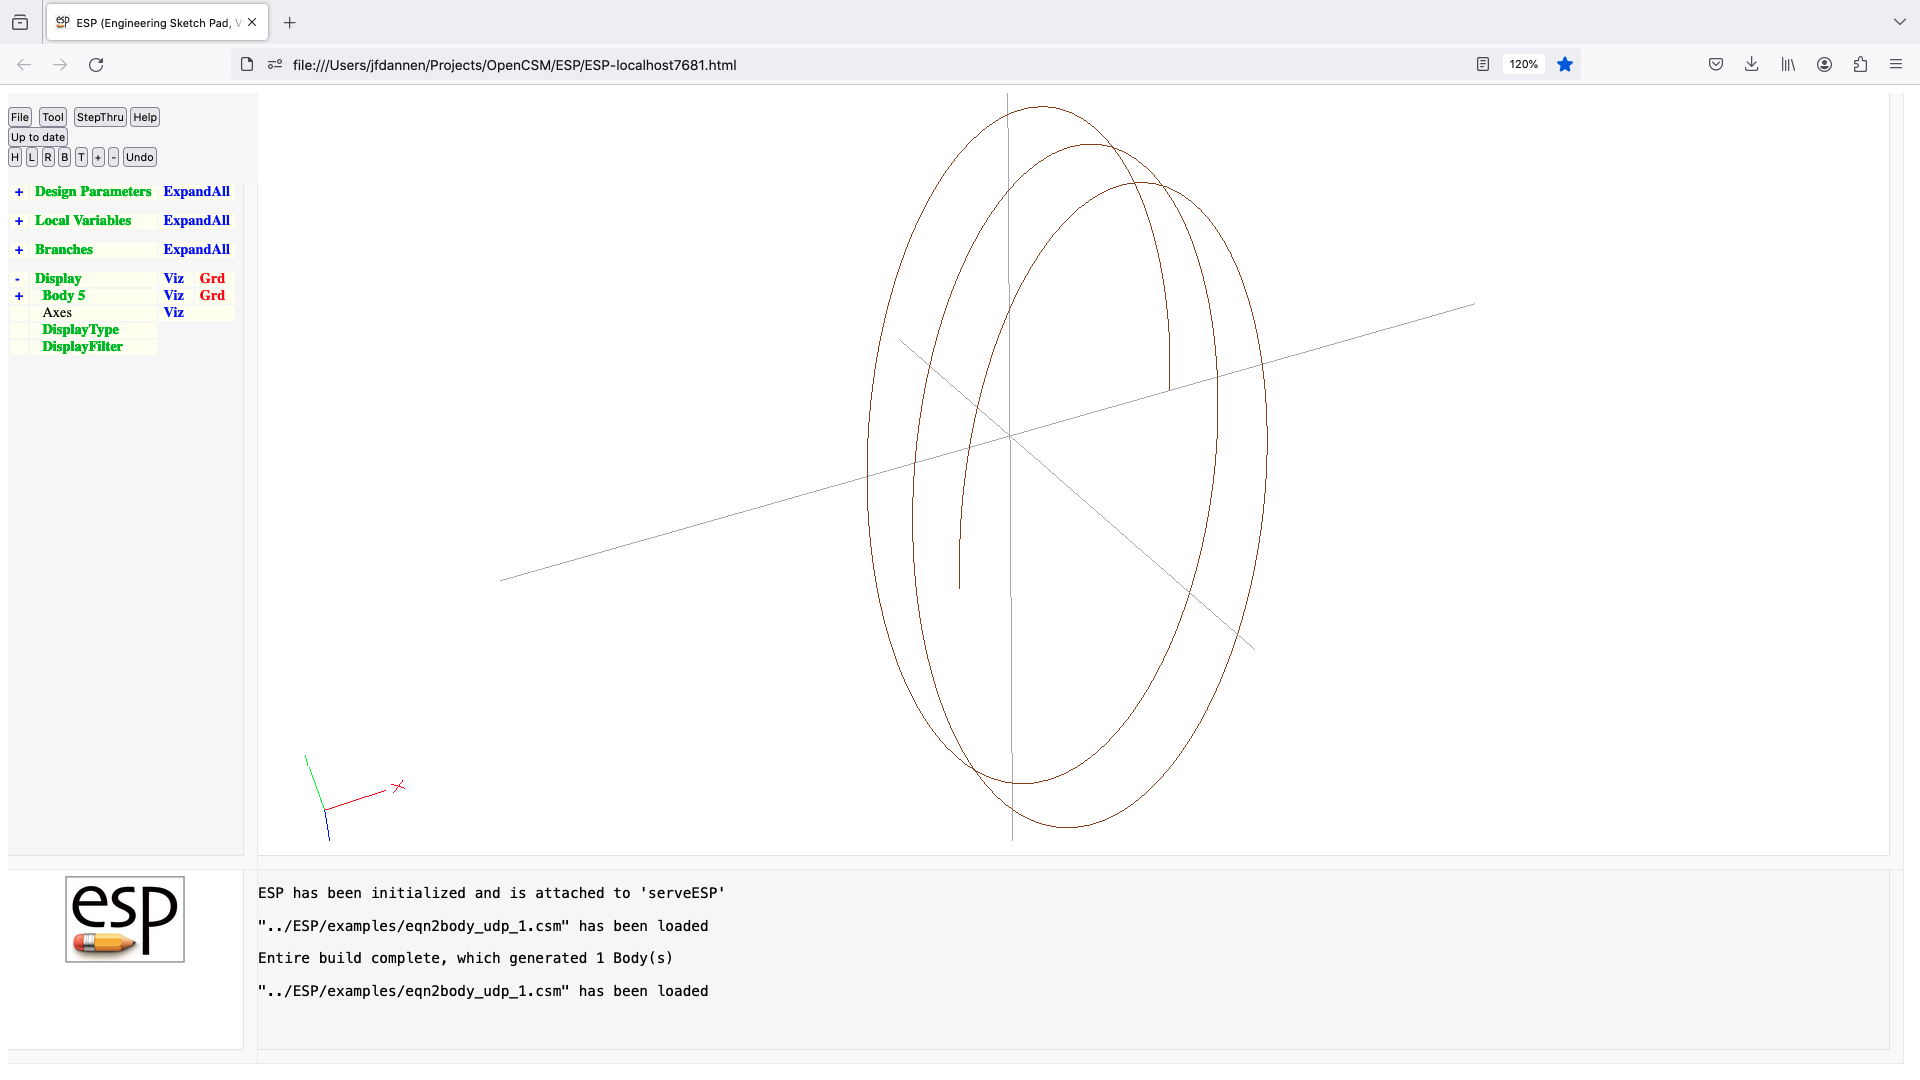 ESP (Engineering Sketch Pad, V
file:///Users/jfdannen/Projects/OpenCSM/ESP/ESP-localhost7681.html 120%
File Tool StepThru Help
Up to date
H L R B T + - Undo
+ Design Parameters ExpandAll
+ Local Variables ExpandAll
+ Branches ExpandAll
- Display Viz Grd
+ Body 5 Viz Grd
Axes Viz
DisplayType
DisplayFilter
X
esp
ESP has been initialized and is attached to 'serveESP'
"../ESP/examples/eqn2body_udp_1.csm" has been loaded
Entire build complete, which generated 1 Body(s)
"../ESP/examples/eqn2body_udp_1.csm" has been loaded